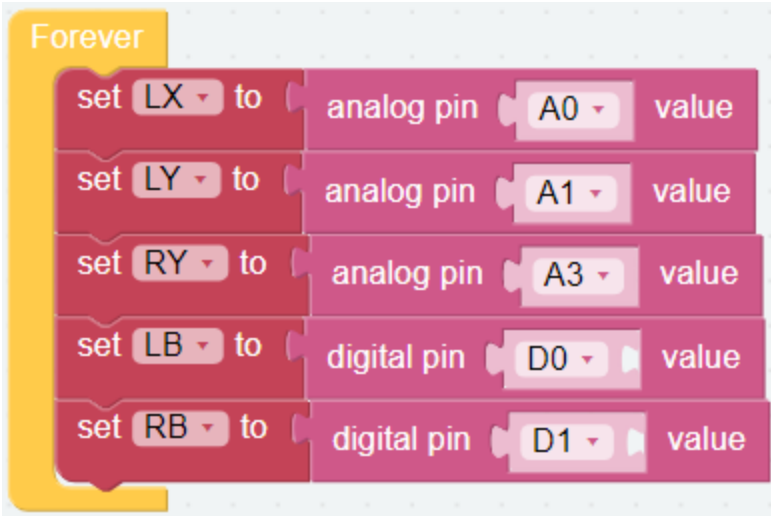 Forever
set LX to analog pin A0 value
set LY to analog pin A1 value
set RY to analog pin A3 value
set LB to digital pin D0 value
set RB to digital pin D1 value